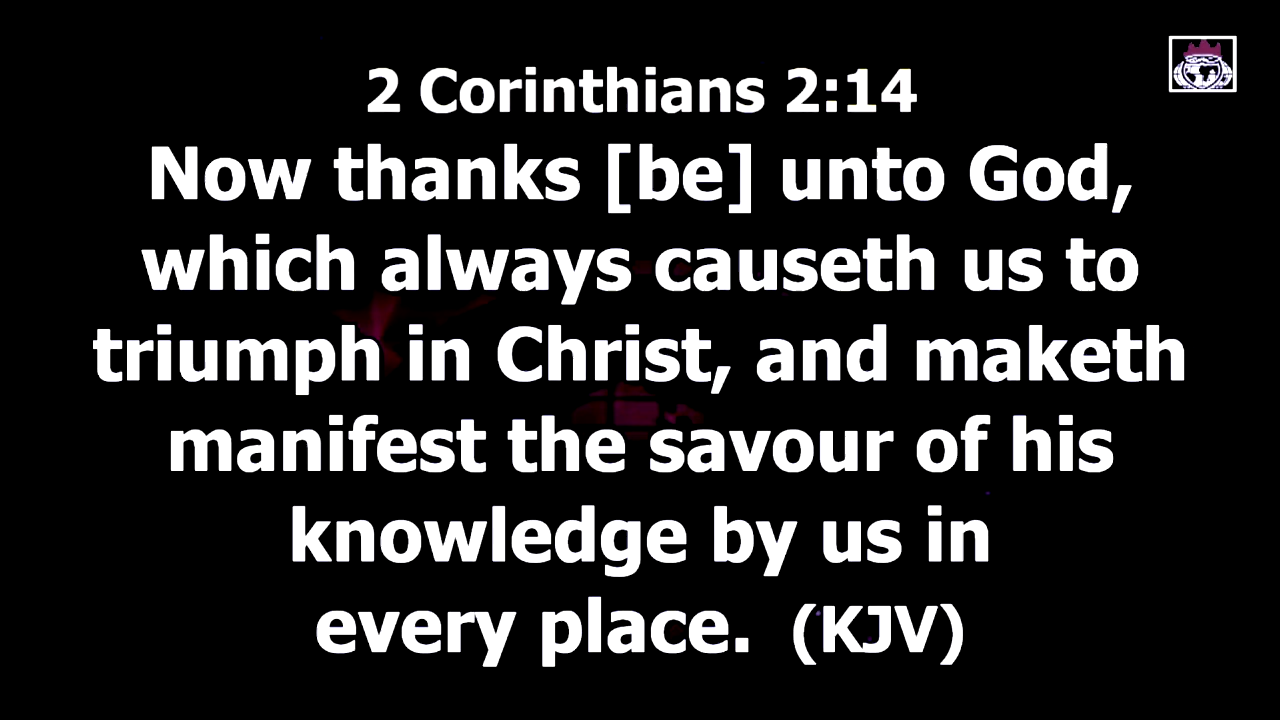 2 Corinthians 2:14
Now thanks [be] unto God,
which always causeth us to
triumph in Christ, and maketh
manifest the savour of his
knowledge by us in
every place.  (KJV)